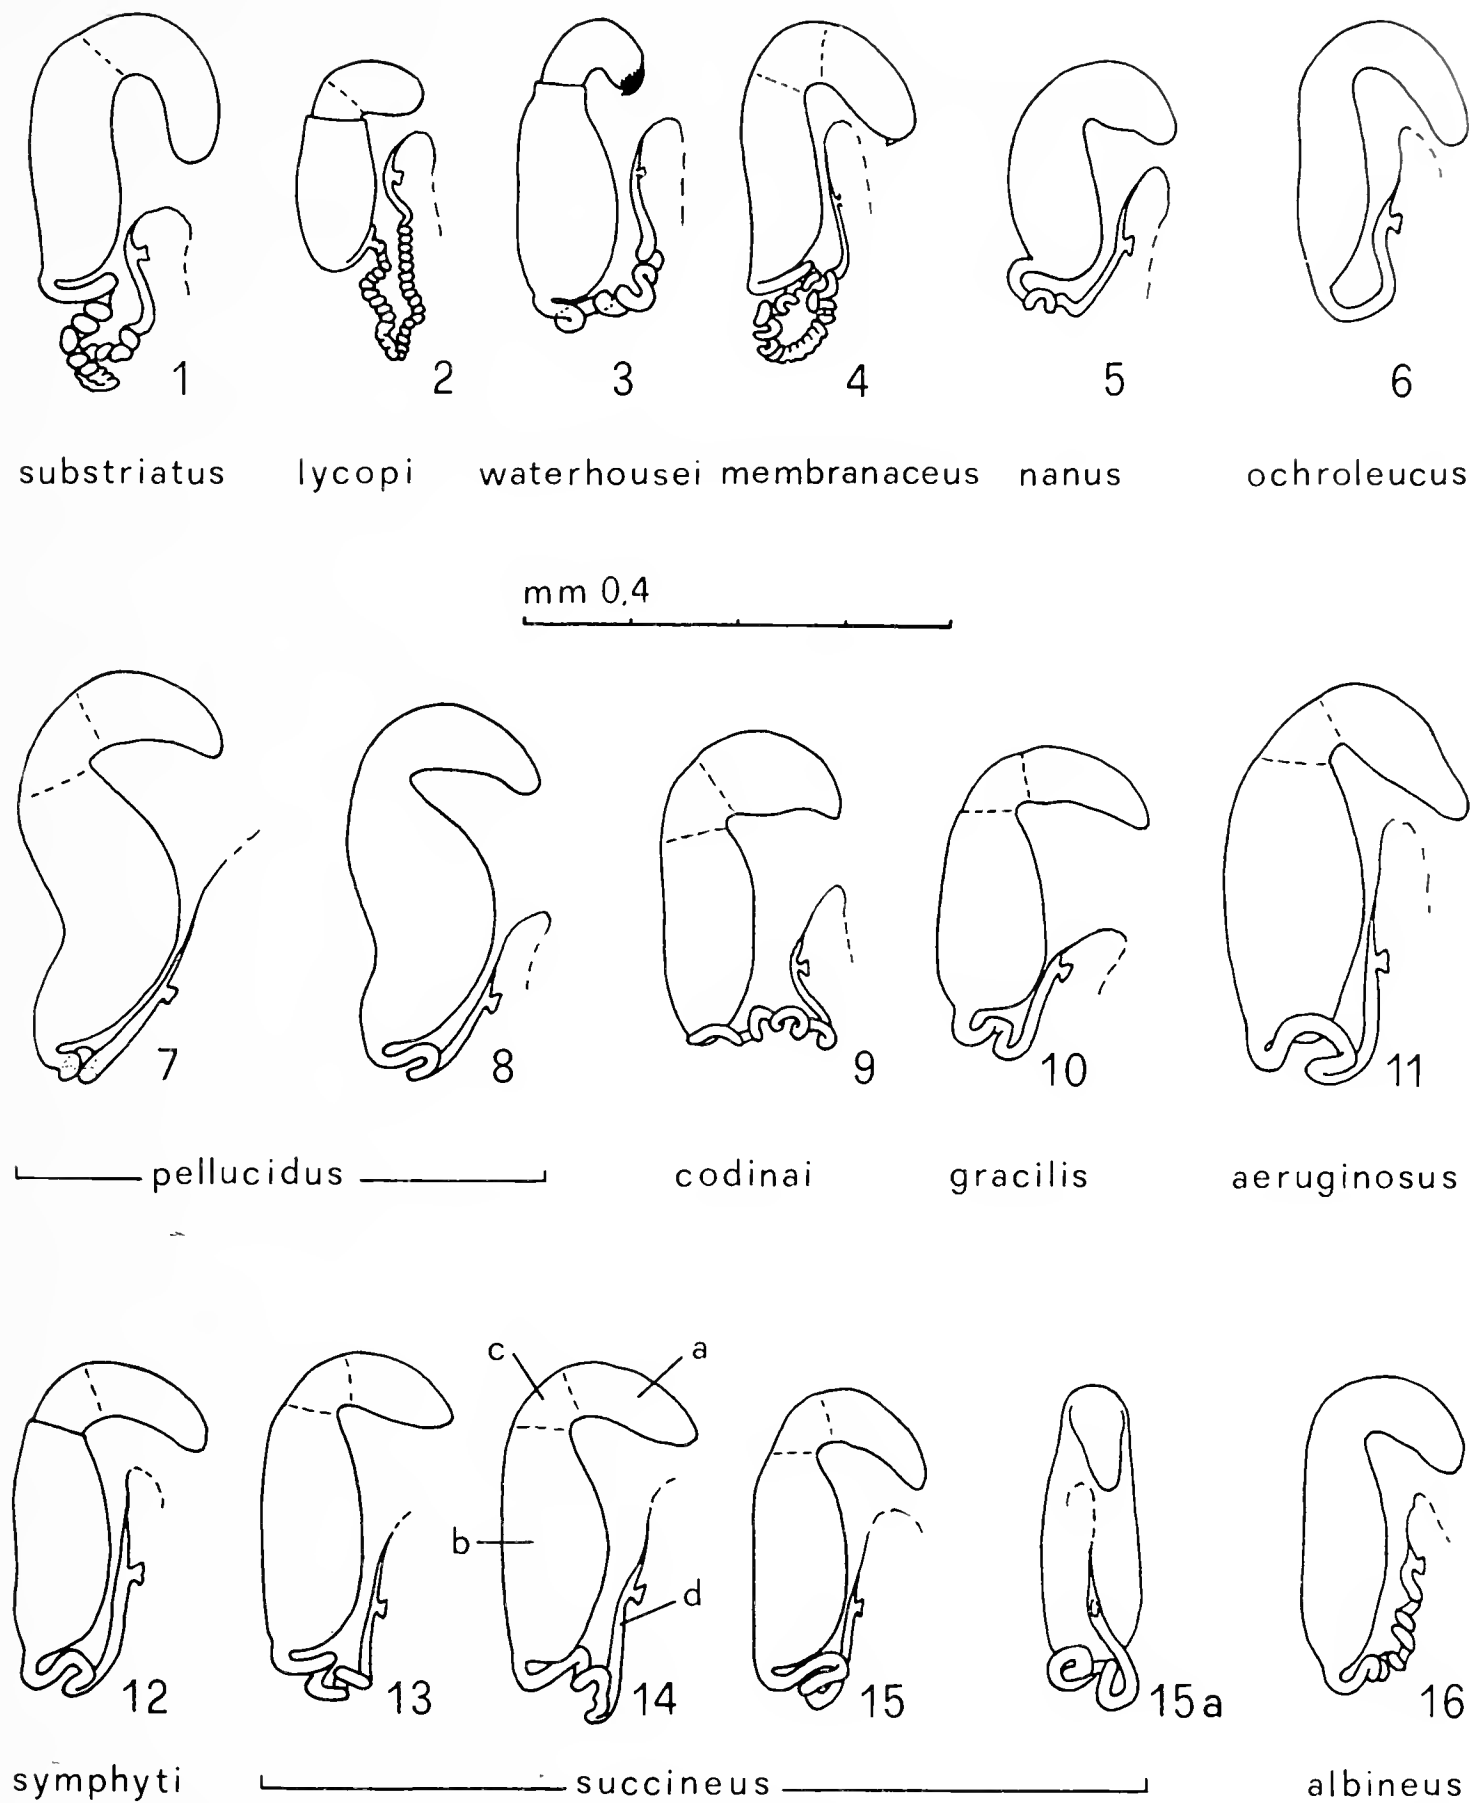 1 2 3 4 5 6
substriatus lycopi waterhousei membranaceus nanus ochroleucus
mm 0,4
7 8 9 10 11
pellucidus codinai gracilis aeruginosus
c a
b
d
12 13 14 15 15a 16
symphyti succineus albineus